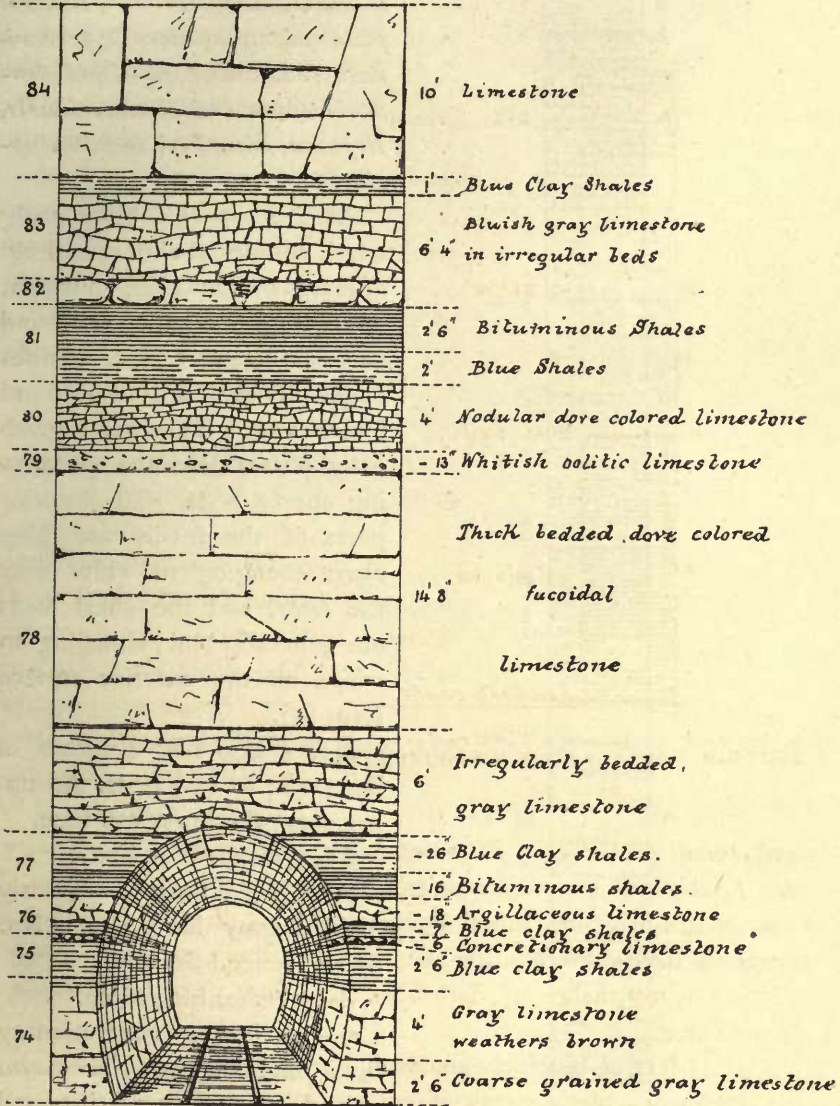 84 10' Limestone
1' Blue Clay Shales
83 Bluish gray limestone
6' 4" in irregular beds
82
81 2' 6" Bituminous Shales
2' Blue Shales
80 4' Nodular dove colored limestone
79 - 13" Whitish oolitic limestone
Thick bedded dove colored
14' 8" fucoidal
78
limestone
Irregularly bedded,
6'
gray limestone
77 - 26" Blue Clay shales.
- 16" Bituminous shales.
76 - 18" Argillaceous limestone
- 7" Blue clay shales
75 - 6" Concretionary limestone
2' 6" Blue clay shales
Gray limestone
74 4'
weathers brown
2' 6" Coarse grained gray limestone